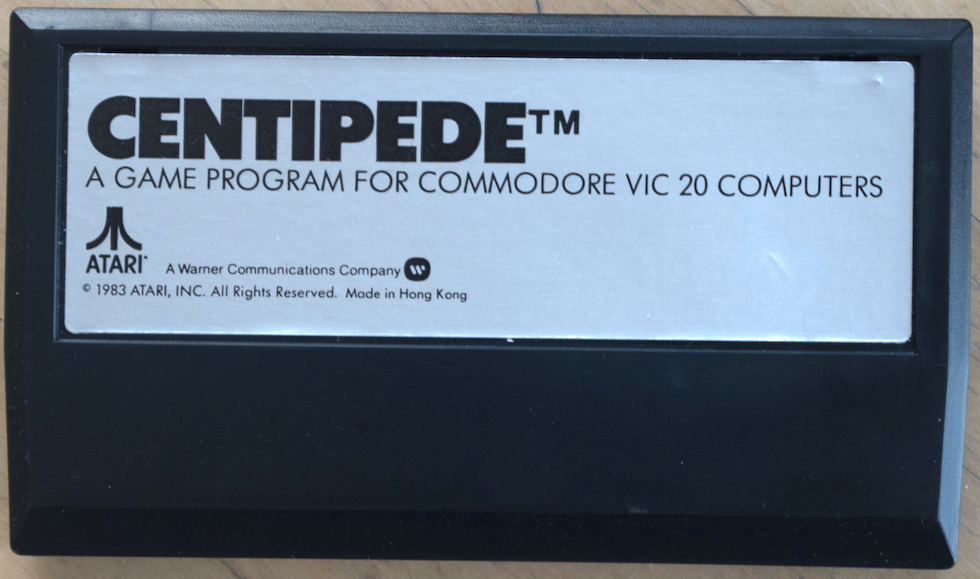 CENTIPEDE™
A GAME PROGRAM FOR COMMODORE VIC 20 COMPUTERS
ATARI®
A Warner Communications Company
© 1983 ATARI, INC. All Rights Reserved. Made in Hong Kong